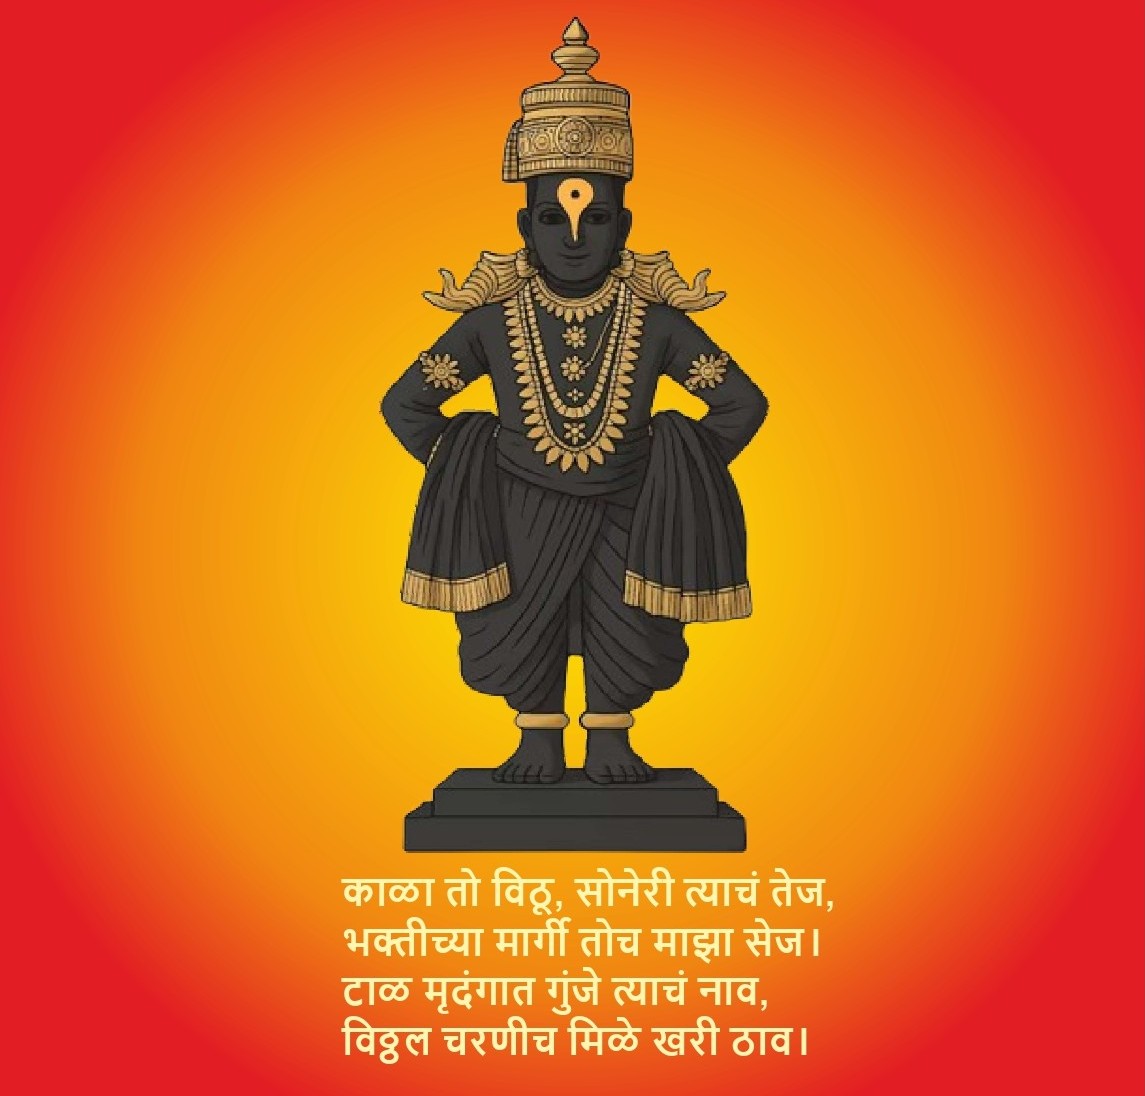 काळा तो विठू, सोनेरी त्याचं तेज,
भक्तीच्या मार्गी तोच माझा सेज।
टाळ मृदंगात गुंजे त्याचं नाव,
विठ्ठल चरणीच मिळे खरी ठाव।